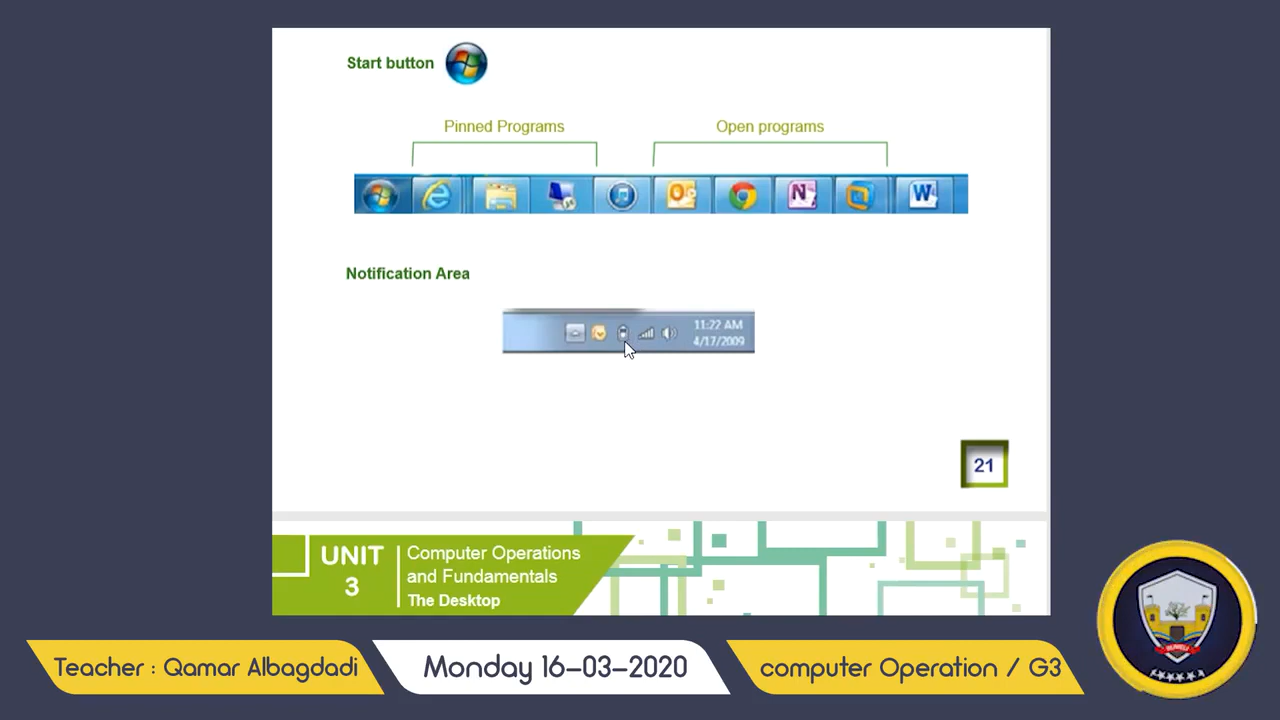 Start button
Pinned Programs
Open programs
Notification Area
11:22 AM
4/17/2009
21
UNIT
3
Computer Operations
and Fundamentals
The Desktop
Teacher : Qamar Albagdadi
Monday 16-03-2020
computer Operation / G3